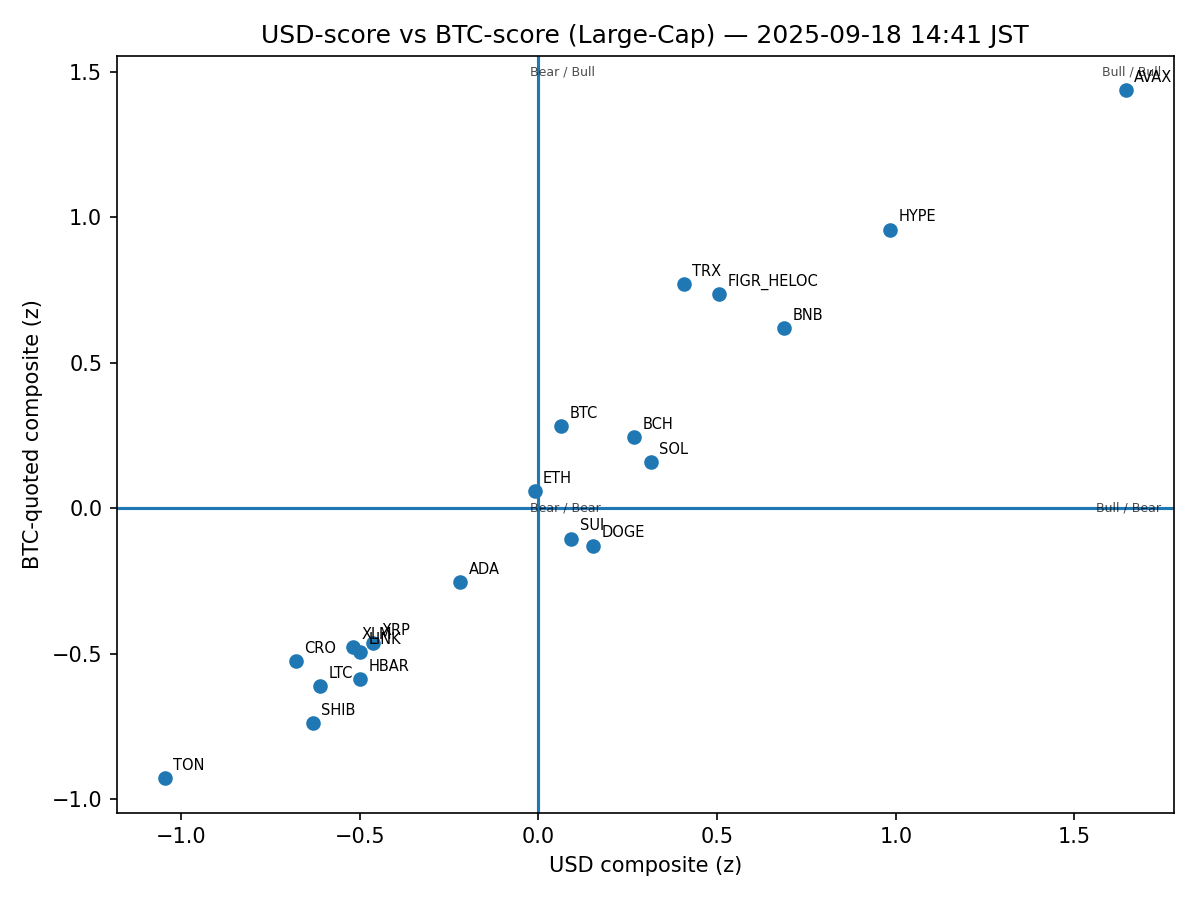 USD-score vs BTC-score (Large-Cap) — 2025-09-18 14:41 JST
Bear / Bull
Bull / Bull
AVAX
HYPE
TRX
FIGR_HELOC
BNB
BTC
BCH
SOL
ETH
Bear / Bear
Bull / Bear
SUI
DOGE
ADA
XLM
XRP
LINK
CRO
HBAR
LTC
SHIB
TON
1.5
1.0
0.5
0.0
−0.5
−1.0
BTC-quoted composite (z)
−1.0
−0.5
0.0
0.5
1.0
1.5
USD composite (z)